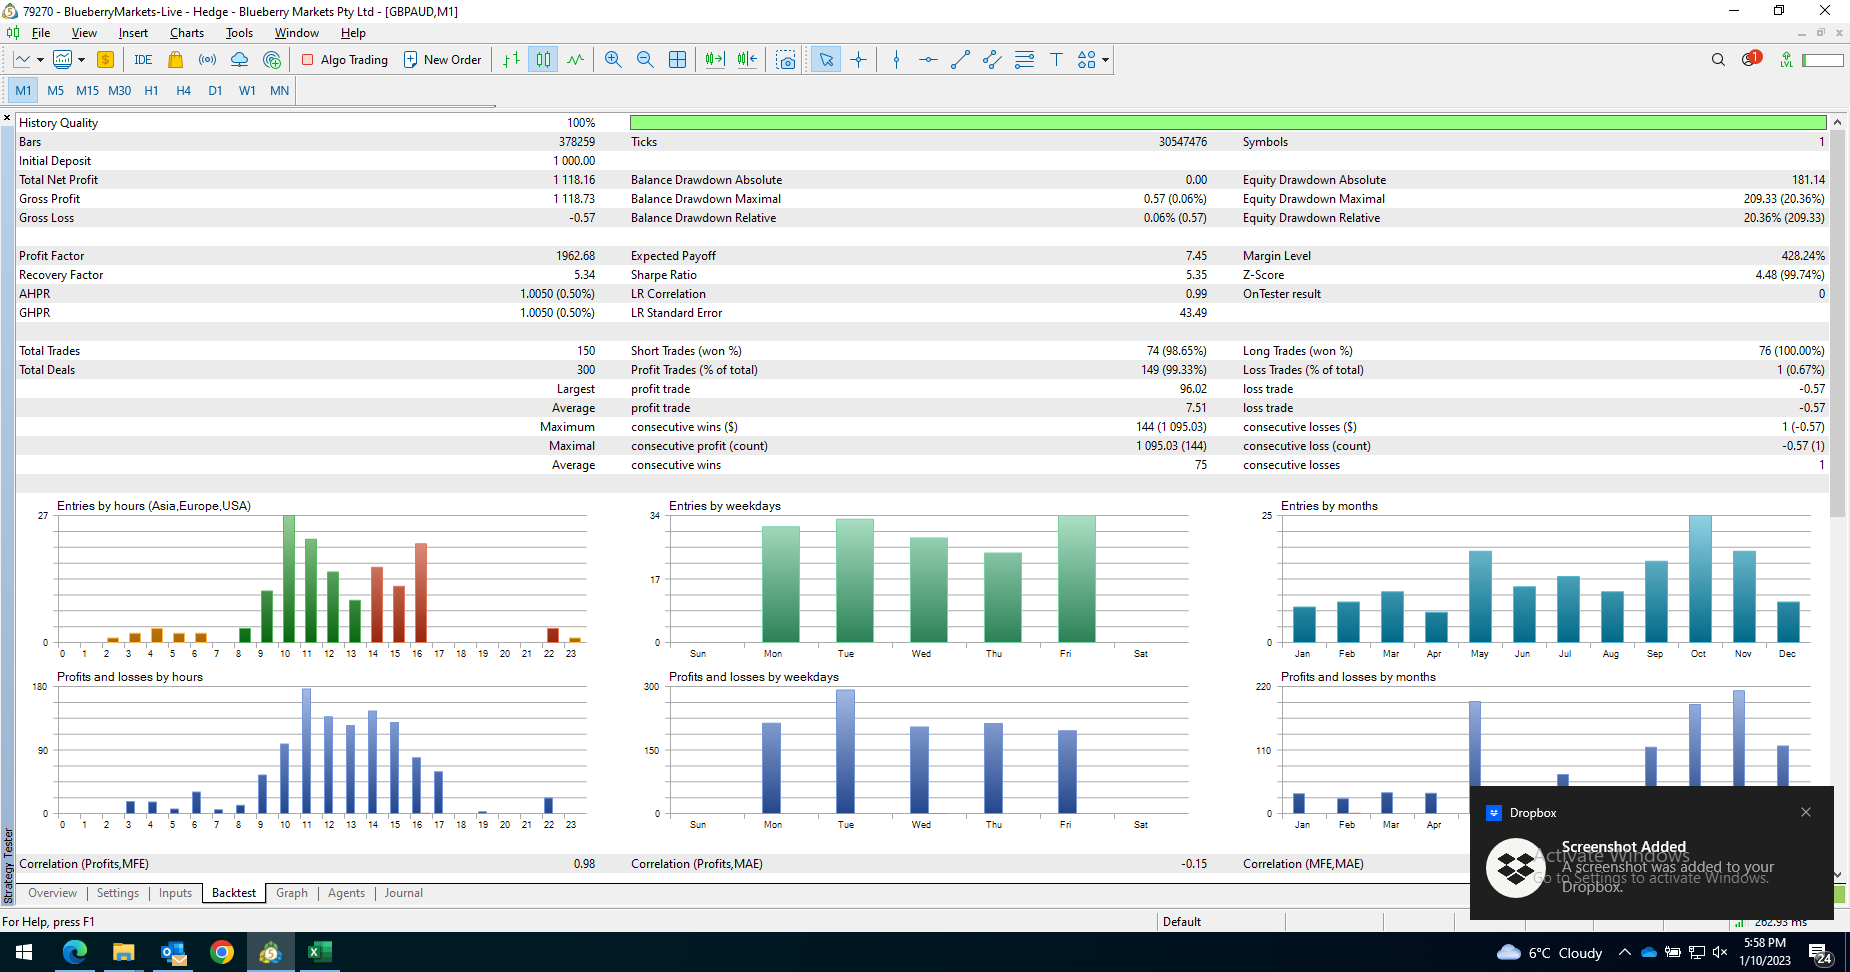 79270 - BlueberryMarkets-Live - Hedge - Blueberry Markets Pty Ltd - [GBPAUD,M1]
File View Insert Charts Tools Window Help
IDE Algo Trading New Order 1 LVL
M1 M5 M15 M30 H1 H4 D1 W1 MN
History Quality 100%
Bars 378259 Ticks 30547476 Symbols 1
Initial Deposit 1 000.00
Total Net Profit 1 118.16 Balance Drawdown Absolute 0.00 Equity Drawdown Absolute 181.14
Gross Profit 1 118.73 Balance Drawdown Maximal 0.57 (0.06%) Equity Drawdown Maximal 209.33 (20.36%)
Gross Loss -0.57 Balance Drawdown Relative 0.06% (0.57) Equity Drawdown Relative 20.36% (209.33)
Profit Factor 1962.68 Expected Payoff 7.45 Margin Level 428.24%
Recovery Factor 5.34 Sharpe Ratio 5.35 Z-Score 4.48 (99.74%)
AHPR 1.0050 (0.50%) LR Correlation 0.99 OnTester result 0
GHPR 1.0050 (0.50%) LR Standard Error 43.49
Total Trades 150 Short Trades (won %) 74 (98.65%) Long Trades (won %) 76 (100.00%)
Total Deals 300 Profit Trades (% of total) 149 (99.33%) Loss Trades (% of total) 1 (0.67%)
Largest profit trade 96.02 loss trade -0.57
Average profit trade 7.51 loss trade -0.57
Maximum consecutive wins ($) 144 (1 095.03) consecutive losses ($) 1 (-0.57)
Maximal consecutive profit (count) 1 095.03 (144) consecutive loss (count) -0.57 (1)
Average consecutive wins 75 consecutive losses 1
Entries by hours (Asia,Europe,USA) Entries by weekdays Entries by months
27 34 25
17
0 0 0
0 1 2 3 4 5 6 7 8 9 10 11 12 13 14 15 16 17 18 19 20 21 22 23 Sun Mon Tue Wed Thu Fri Sat Jan Feb Mar Apr May Jun Jul Aug Sep Oct Nov Dec
Profits and losses by hours Profits and losses by weekdays Profits and losses by months
180 300 220
90 150 110
0 0 0
0 1 2 3 4 5 6 7 8 9 10 11 12 13 14 15 16 17 18 19 20 21 22 23 Sun Mon Tue Wed Thu Fri Sat Jan Feb Mar Apr
Dropbox
Screenshot Added
Activate Windows
A screenshot was added to your
Go to Settings to activate Windows.
Dropbox.
Correlation (Profits,MFE) 0.98 Correlation (Profits,MAE) -0.15 Correlation (MFE,MAE)
Strategy Tester
Overview Settings Inputs Backtest Graph Agents Journal
For Help, press F1 Default 262.93 ms
6°C Cloudy 5:58 PM
1/10/2023 24